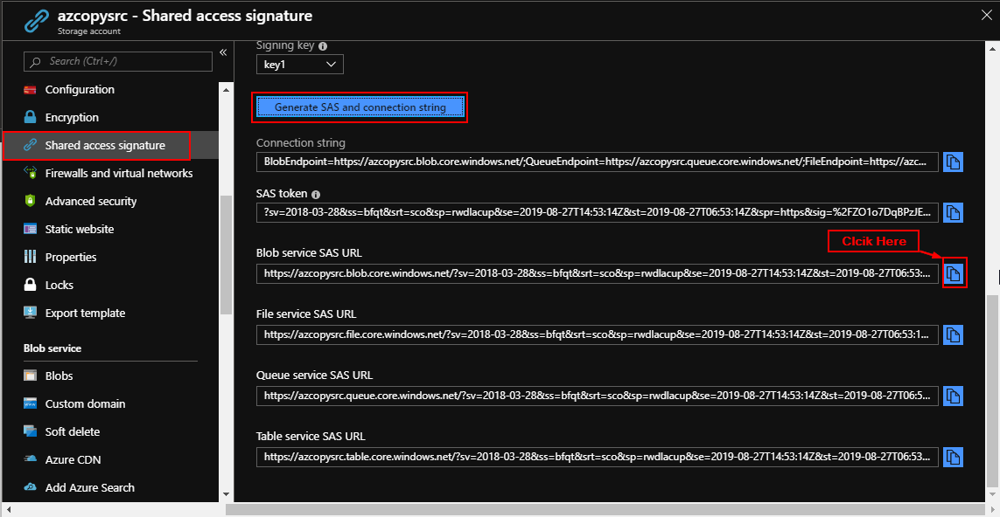 azcopysrc - Shared access signature
Storage account
Search (Ctrl+/)
Configuration
Encryption
Shared access signature
Firewalls and virtual networks
Advanced security
Static website
Properties
Locks
Export template
Blob service
Blobs
Custom domain
Soft delete
Azure CDN
Add Azure Search
Signing key
key1
Generate SAS and connection string
Connection string
BlobEndpoint=https://azcopysrc.blob.core.windows.net/;QueueEndpoint=https://azcopysrc.queue.core.windows.net/;FileEndpoint=https://azc...
SAS token
?sv=2018-03-28&ss=bfqt&srt=sco&sp=rwdlacup&se=2019-08-27T14:53:14Z&st=2019-08-27T06:53:14Z&spr=https&sig=%2FZO1o7DqBPzJE...
Clcik Here
Blob service SAS URL
https://azcopysrc.blob.core.windows.net/?sv=2018-03-28&ss=bfqt&srt=sco&sp=rwdlacup&se=2019-08-27T14:53:14Z&st=2019-08-27T06:53:...
File service SAS URL
https://azcopysrc.file.core.windows.net/?sv=2018-03-28&ss=bfqt&srt=sco&sp=rwdlacup&se=2019-08-27T14:53:14Z&st=2019-08-27T06:53:1...
Queue service SAS URL
https://azcopysrc.queue.core.windows.net/?sv=2018-03-28&ss=bfqt&srt=sco&sp=rwdlacup&se=2019-08-27T14:53:14Z&st=2019-08-27T06:5...
Table service SAS URL
https://azcopysrc.table.core.windows.net/?sv=2018-03-28&ss=bfqt&srt=sco&sp=rwdlacup&se=2019-08-27T14:53:14Z&st=2019-08-27T06:53...